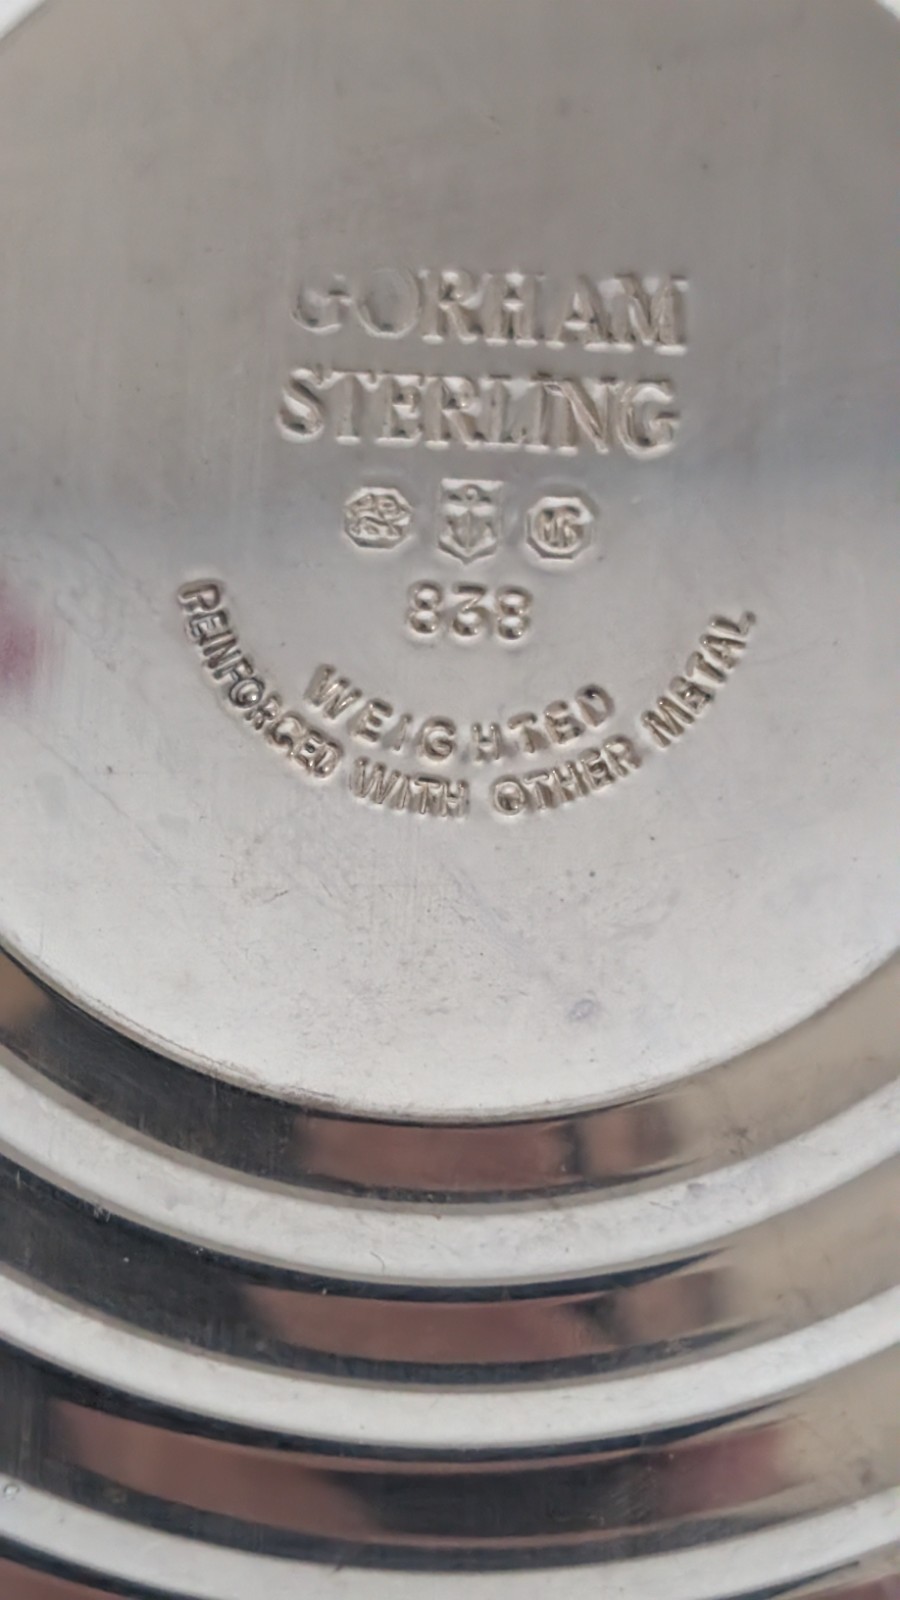 GORHAM
STERLING
838
WEIGHTED
REINFORCED WITH OTHER METAL